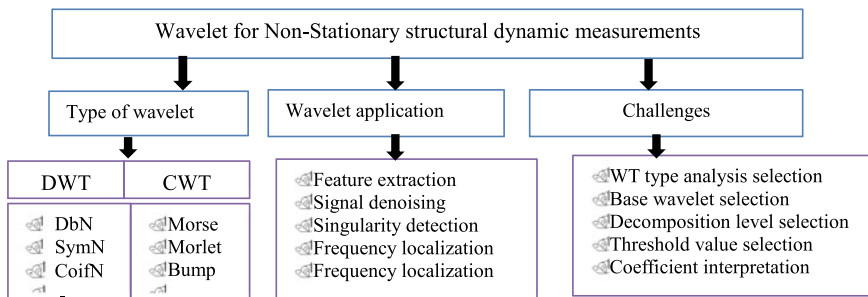 Wavelet for Non-Stationary structural dynamic measurements
Type of wavelet
Wavelet application
Challenges
DWT
CWT
DbN
SymN
CoifN
Morse
Morlet
Bump
Feature extraction
Signal denoising
Singularity detection
Frequency localization
Frequency localization
WT type analysis selection
Base wavelet selection
Decomposition level selection
Threshold value selection
Coefficient interpretation